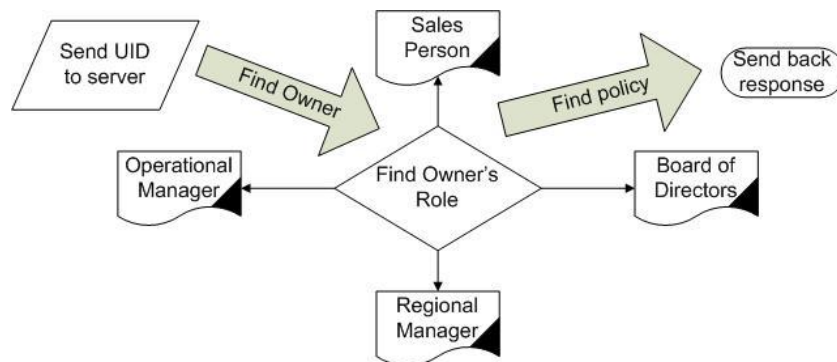 Send UID
to server
Find Owner
Sales
Person
Find policy
Send back
response
Operational
Manager
Find Owner's
Role
Board of
Directors
Regional
Manager